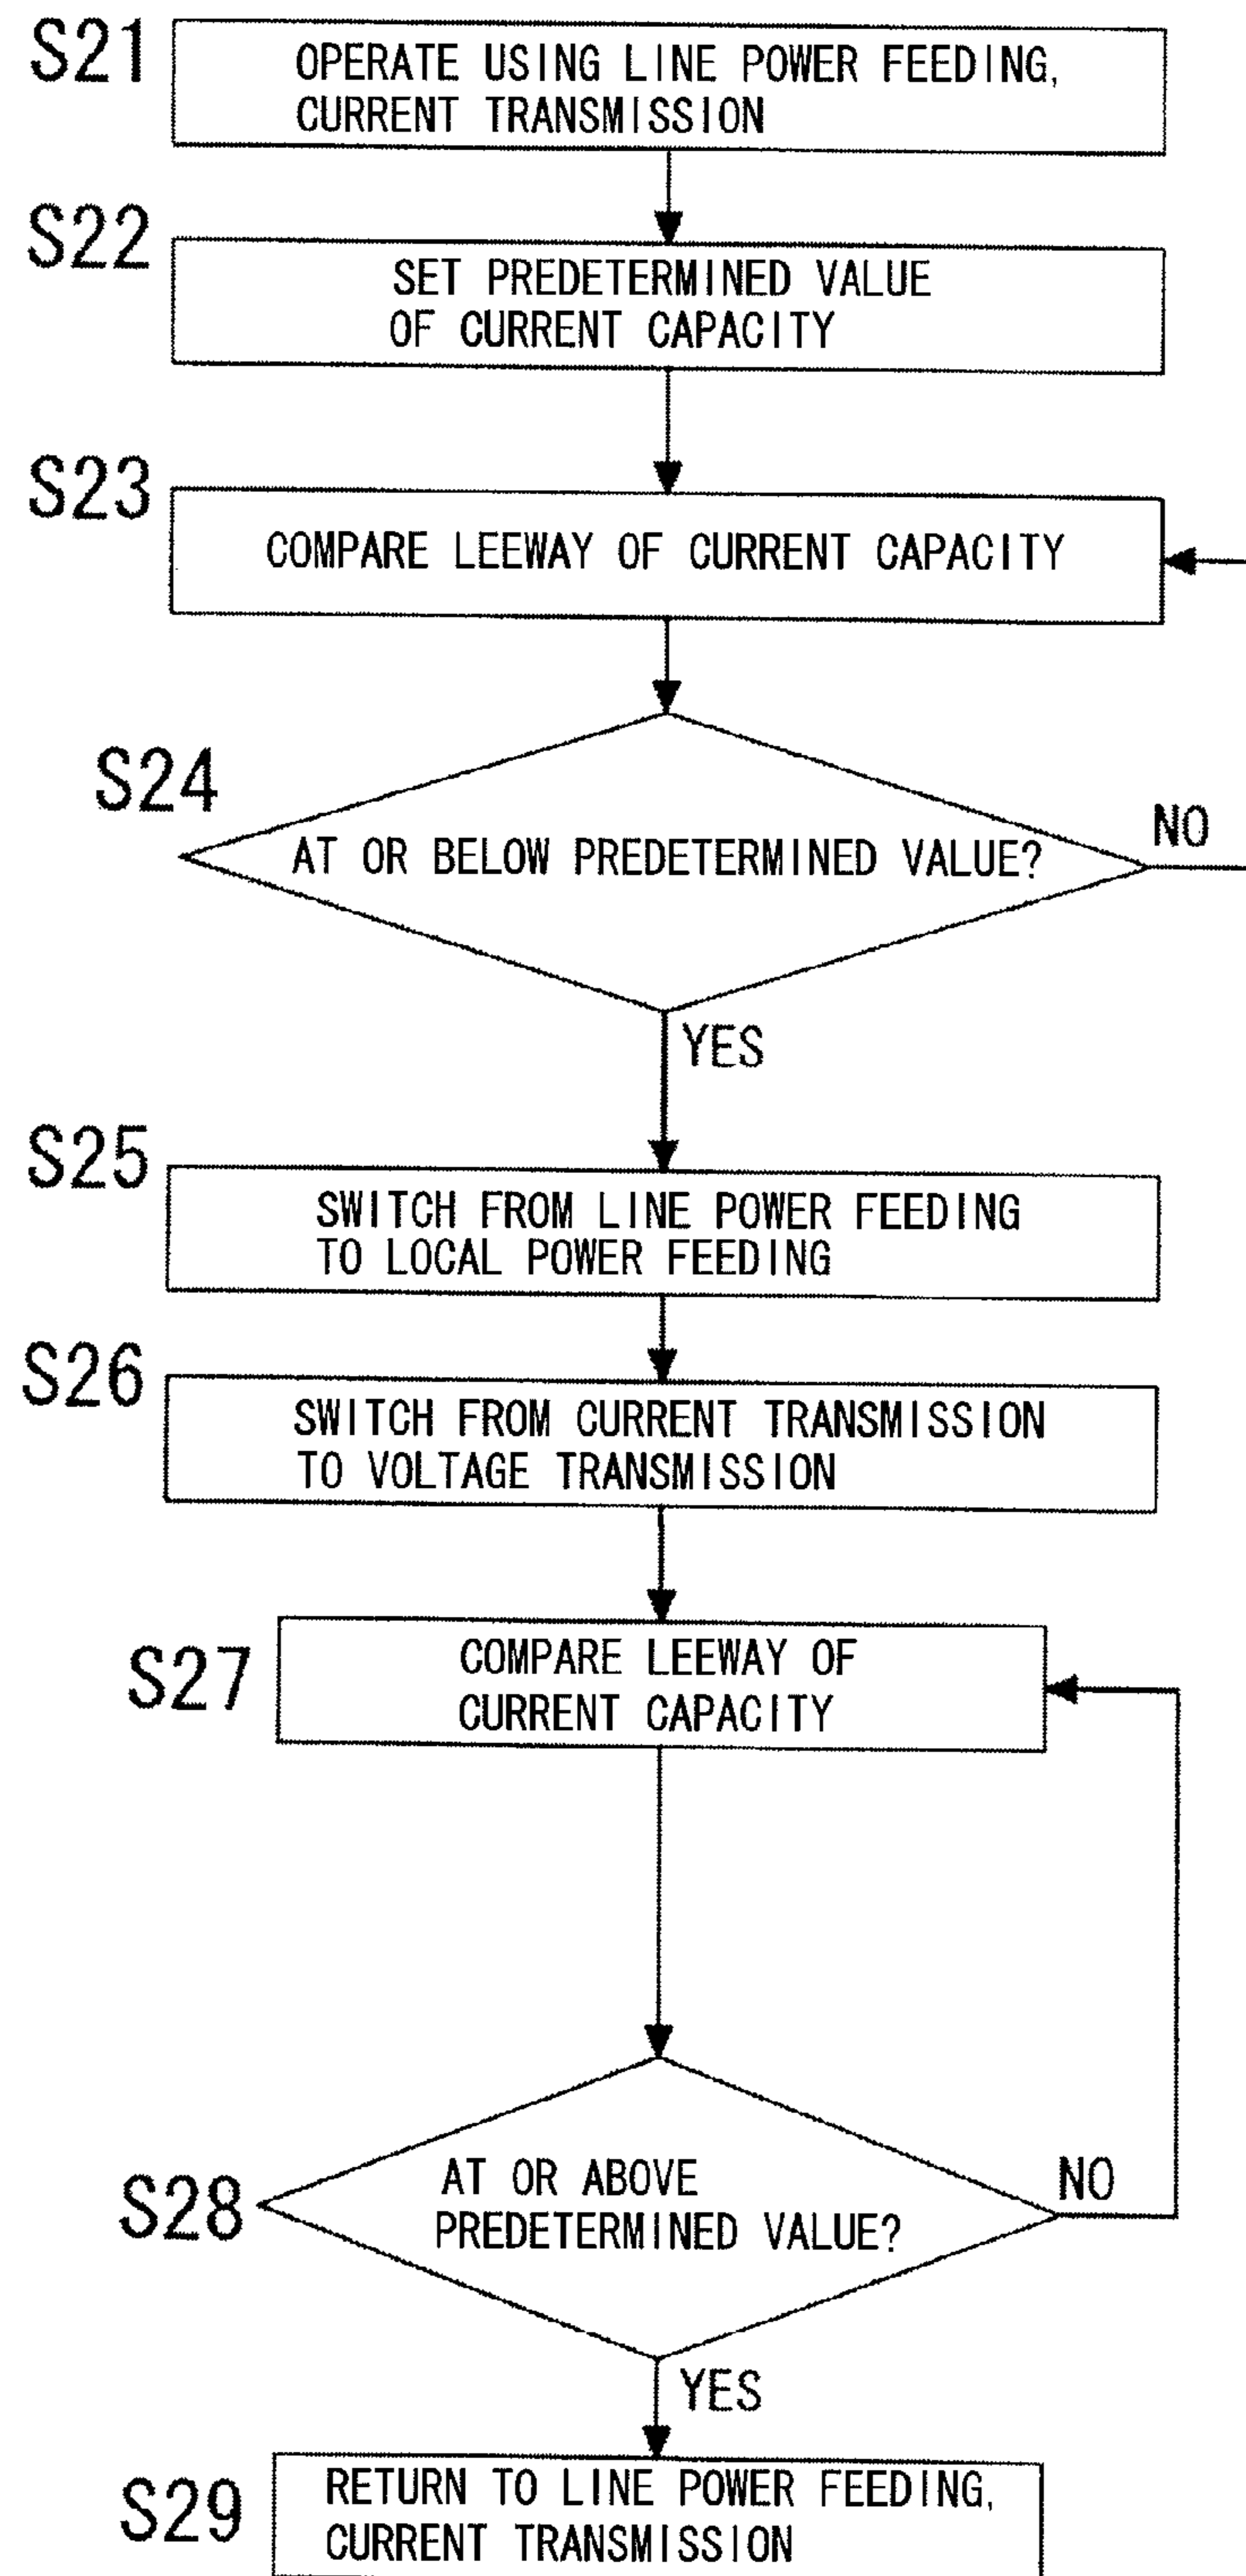 S21
OPERATE USING LINE POWER FEEDING,
CURRENT TRANSMISSION
S22
SET PREDETERMINED VALUE
OF CURRENT CAPACITY
S23
COMPARE LEEWAY OF CURRENT CAPACITY
S24
AT OR BELOW PREDETERMINED VALUE?
NO
YES
S25
SWITCH FROM LINE POWER FEEDING
TO LOCAL POWER FEEDING
S26
SWITCH FROM CURRENT TRANSMISSION
TO VOLTAGE TRANSMISSION
S27
COMPARE LEEWAY OF
CURRENT CAPACITY
S28
AT OR ABOVE
PREDETERMINED VALUE?
NO
YES
S29
RETURN TO LINE POWER FEEDING,
CURRENT TRANSMISSION